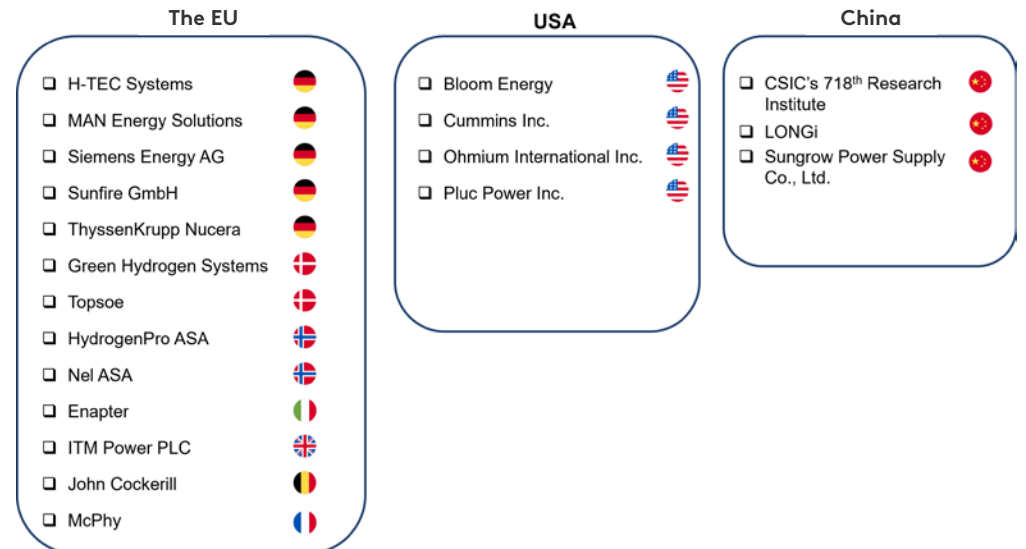 The EU
H-TEC Systems
MAN Energy Solutions
Siemens Energy AG
Sunfire GmbH
ThyssenKrupp Nucera
Green Hydrogen Systems
Topsoe
HydrogenPro ASA
Nel ASA
Enapter
ITM Power PLC
John Cockerill
McPhy
USA
Bloom Energy
Cummins Inc.
Ohmium International Inc.
Pluc Power Inc.
China
CSIC's 718th Research
Institute
LONGi
Sungrow Power Supply
Co., Ltd.